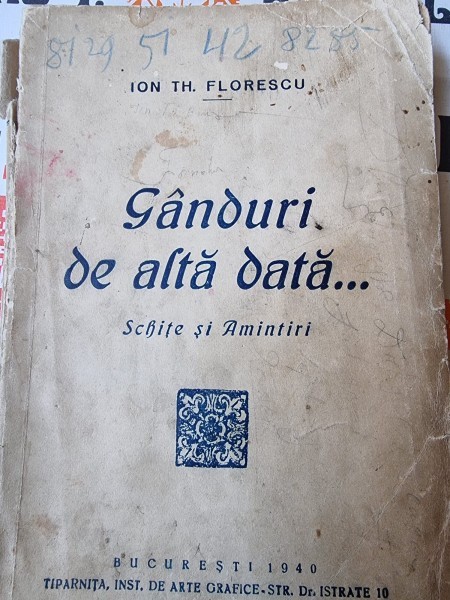 8129 51 42 8285
ION TH. FLORESCU
Gânduri
de altă dată...
Schițe și Amintiri
BUCUREȘTI 1940
TIPARNIȚA, INST. DE ARTE GRAFICE - STR. Dr. ISTRATE 10